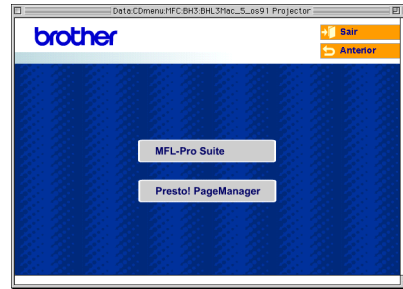 Data:CDmenu:MFC:BH3:BHL3Mac_5_os91 Projector
brother
Sair
Anterior
MFL-Pro Suite
Presto! PageManager